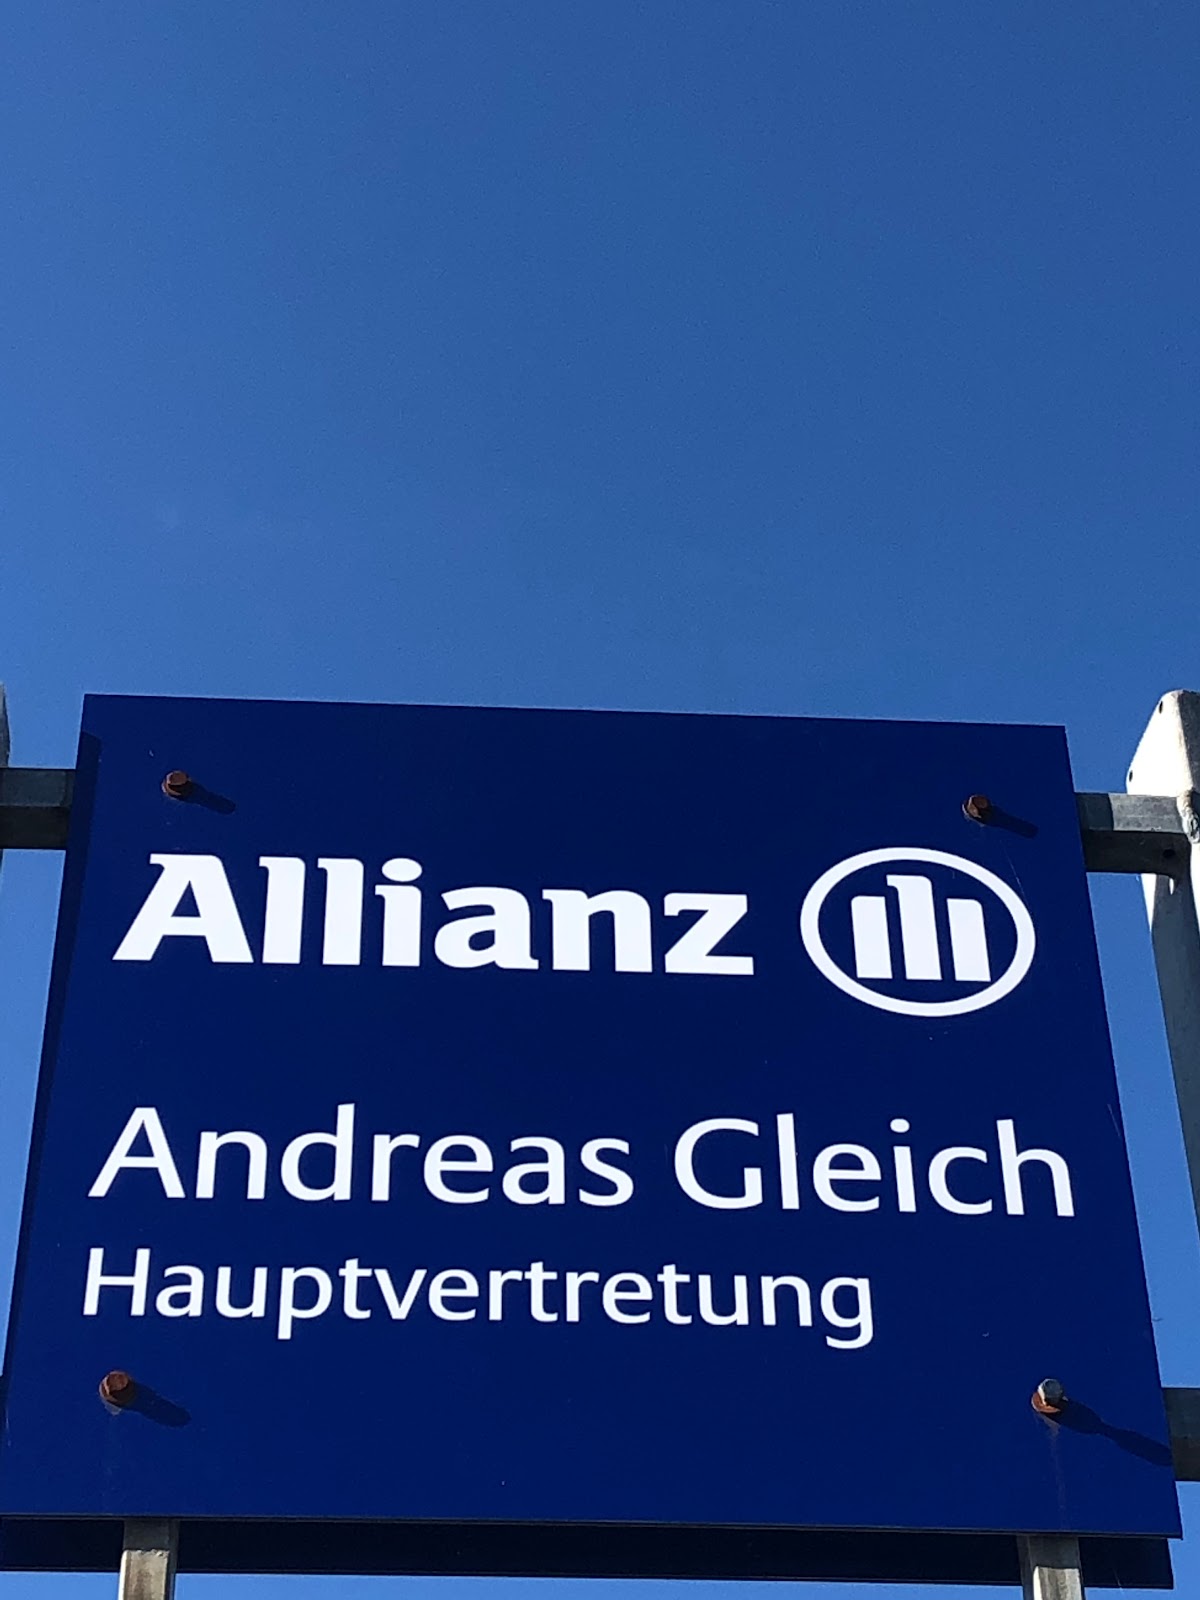 Allianz
Andreas Gleich
Hauptvertretung